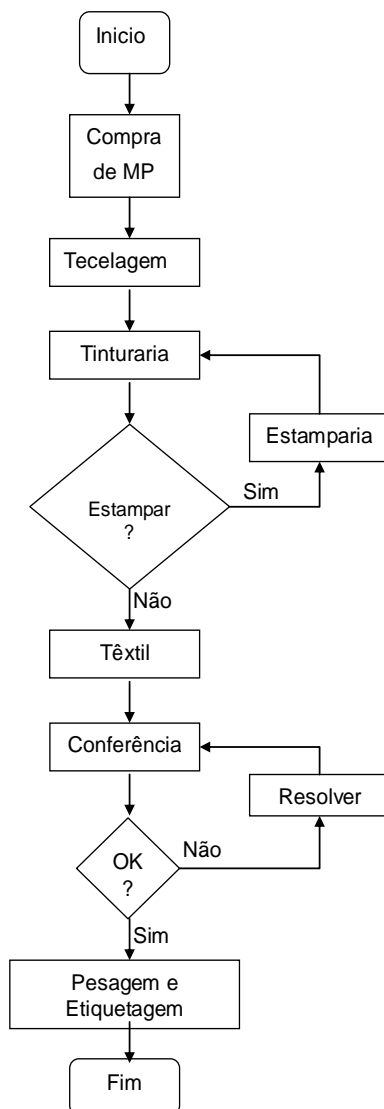 Inicio
Compra
de MP
Tecelagem
Tinturaria
Estamparia
Estampar
?
Sim
Não
Têxtil
Conferência
Resolver
OK
?
Não
Sim
Pesagem e
Etiquetagem
Fim